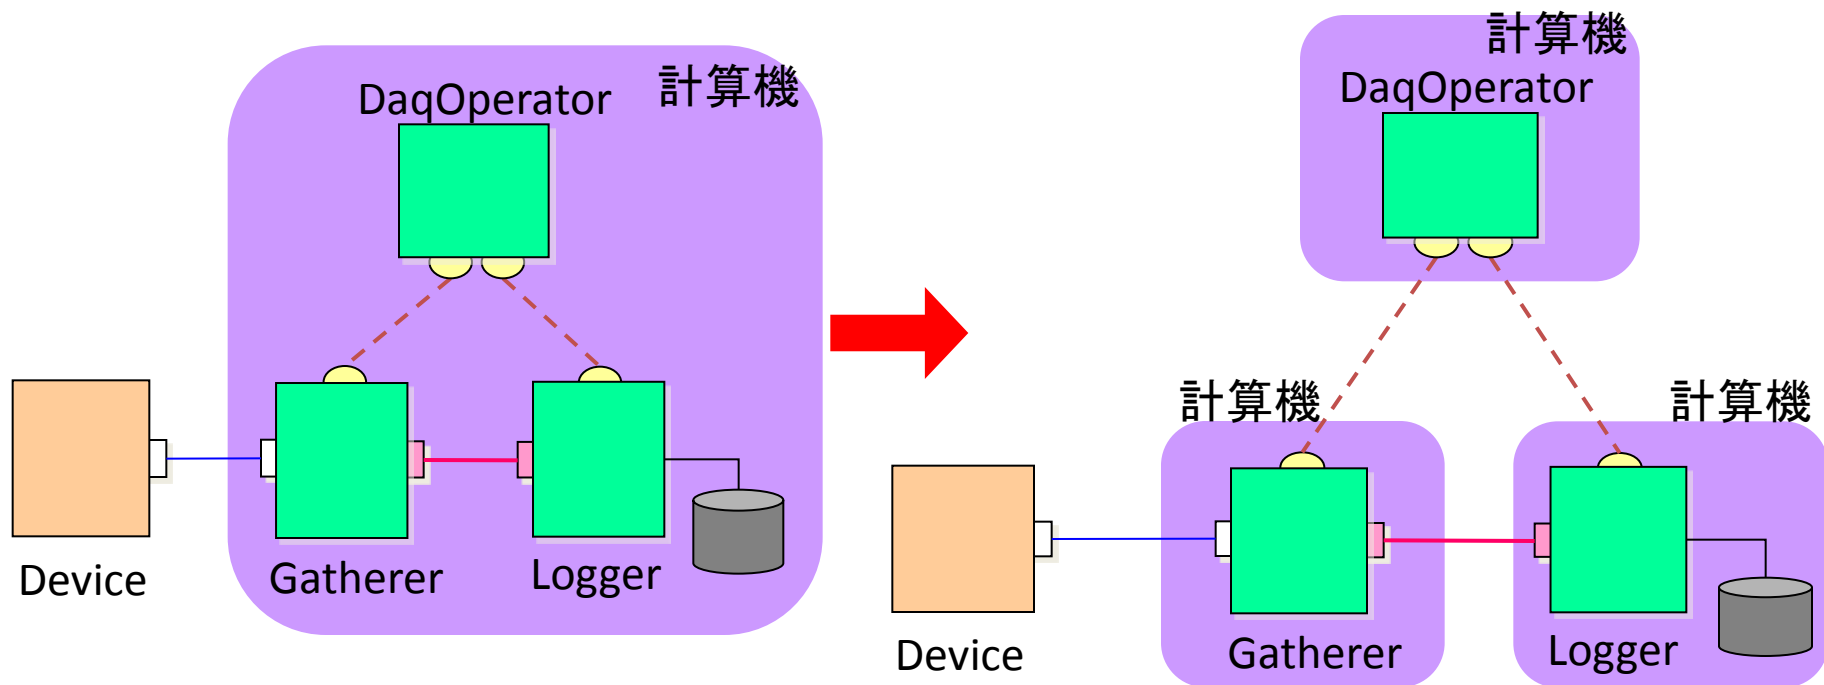 計算機
DaqOperator
Device
Gatherer
Logger
計算機
DaqOperator
計算機
計算機
Device
Gatherer
Logger